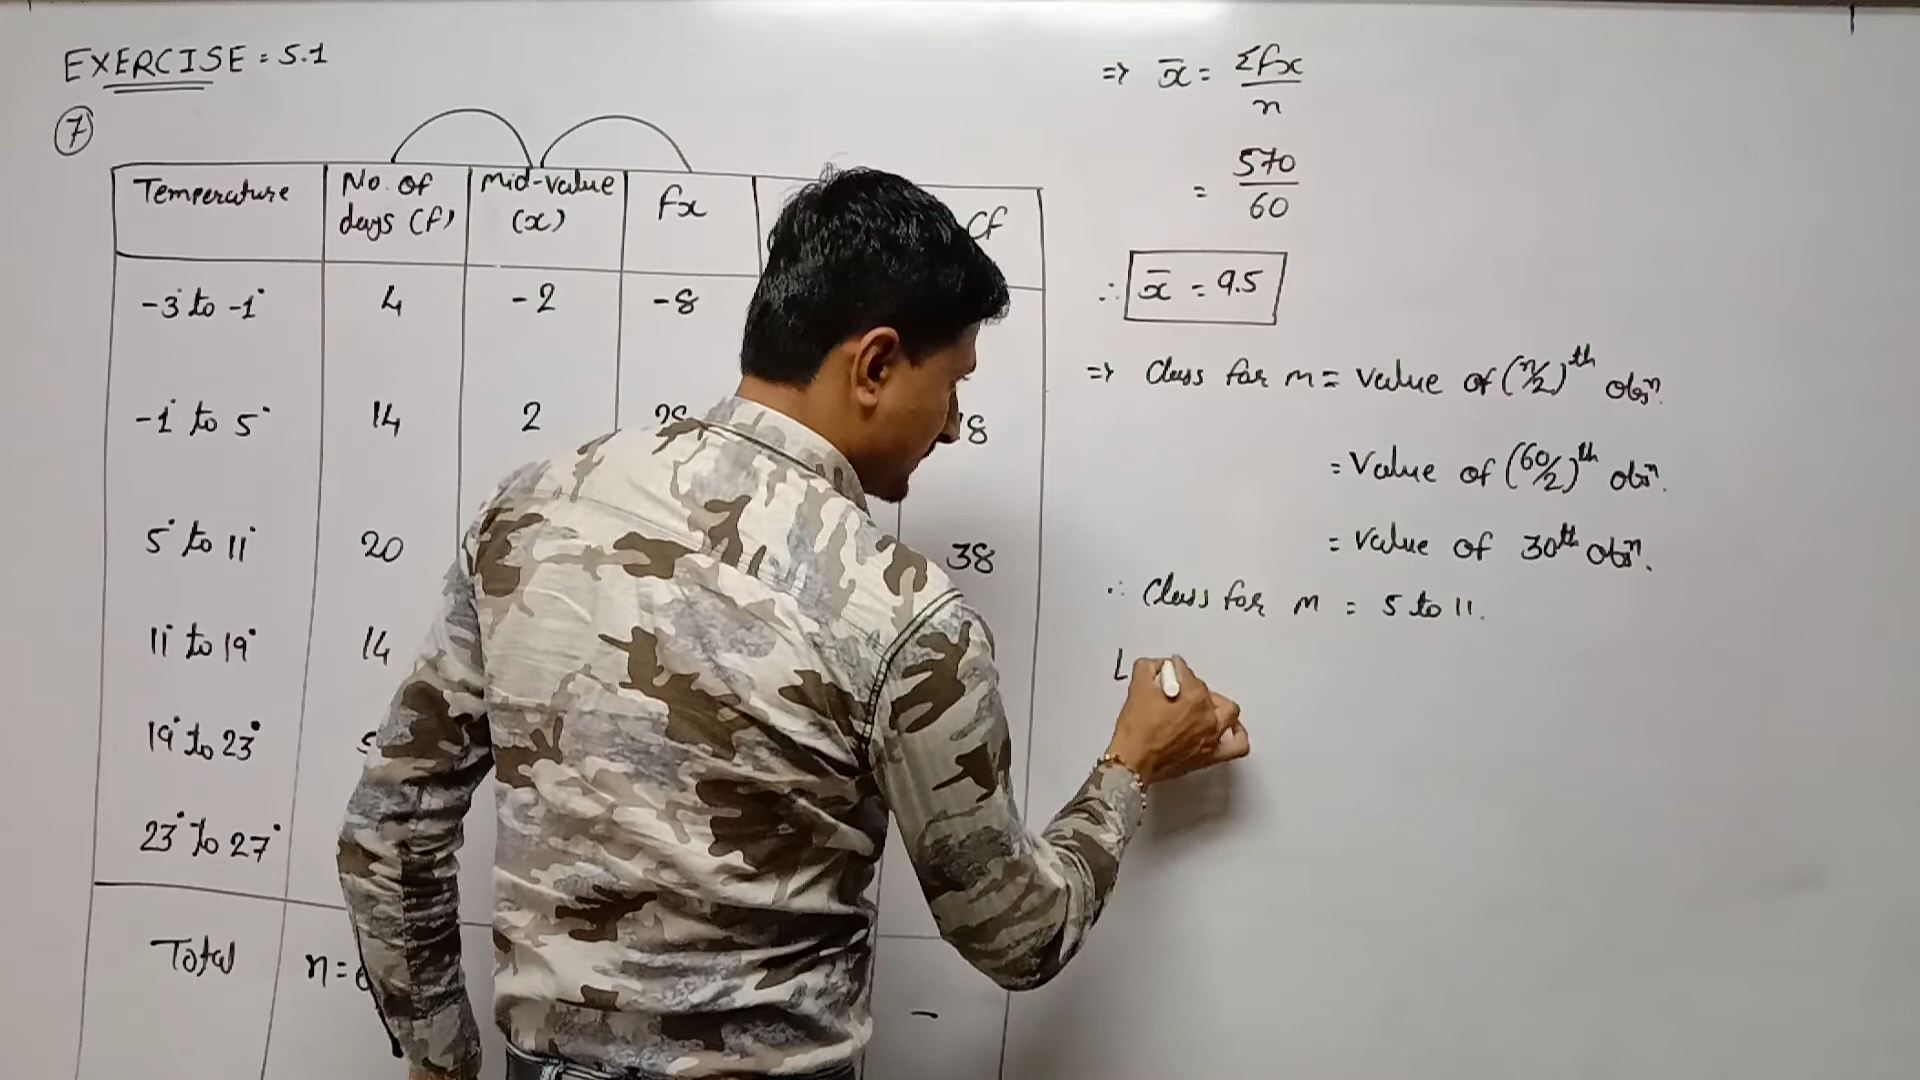 EXERCISE = 5.1
7
Temperature No. of days (f) Mid-value (x) fx cf
-3° to -1° 4 -2 -8
-1° to 5° 14 2
5° to 11° 20 38
11° to 19° 14
19° to 23°
23° to 27°
Total n =
-
=> x̄ = Σfx / n
= 570 / 60
∴ x̄ = 9.5
=> Class for m = Value of (n/2)th obsn.
= Value of (60/2)th obsn.
= Value of 30th obsn.
∴ Class for m = 5 to 11.
L